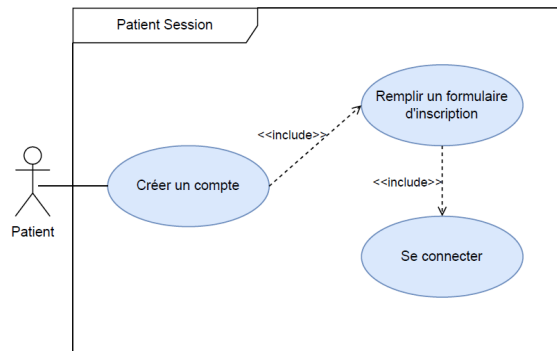 Patient Session
Remplir un formulaire
d'inscription
<<include>>
Créer un compte
<<include>>
Patient
Se connecter